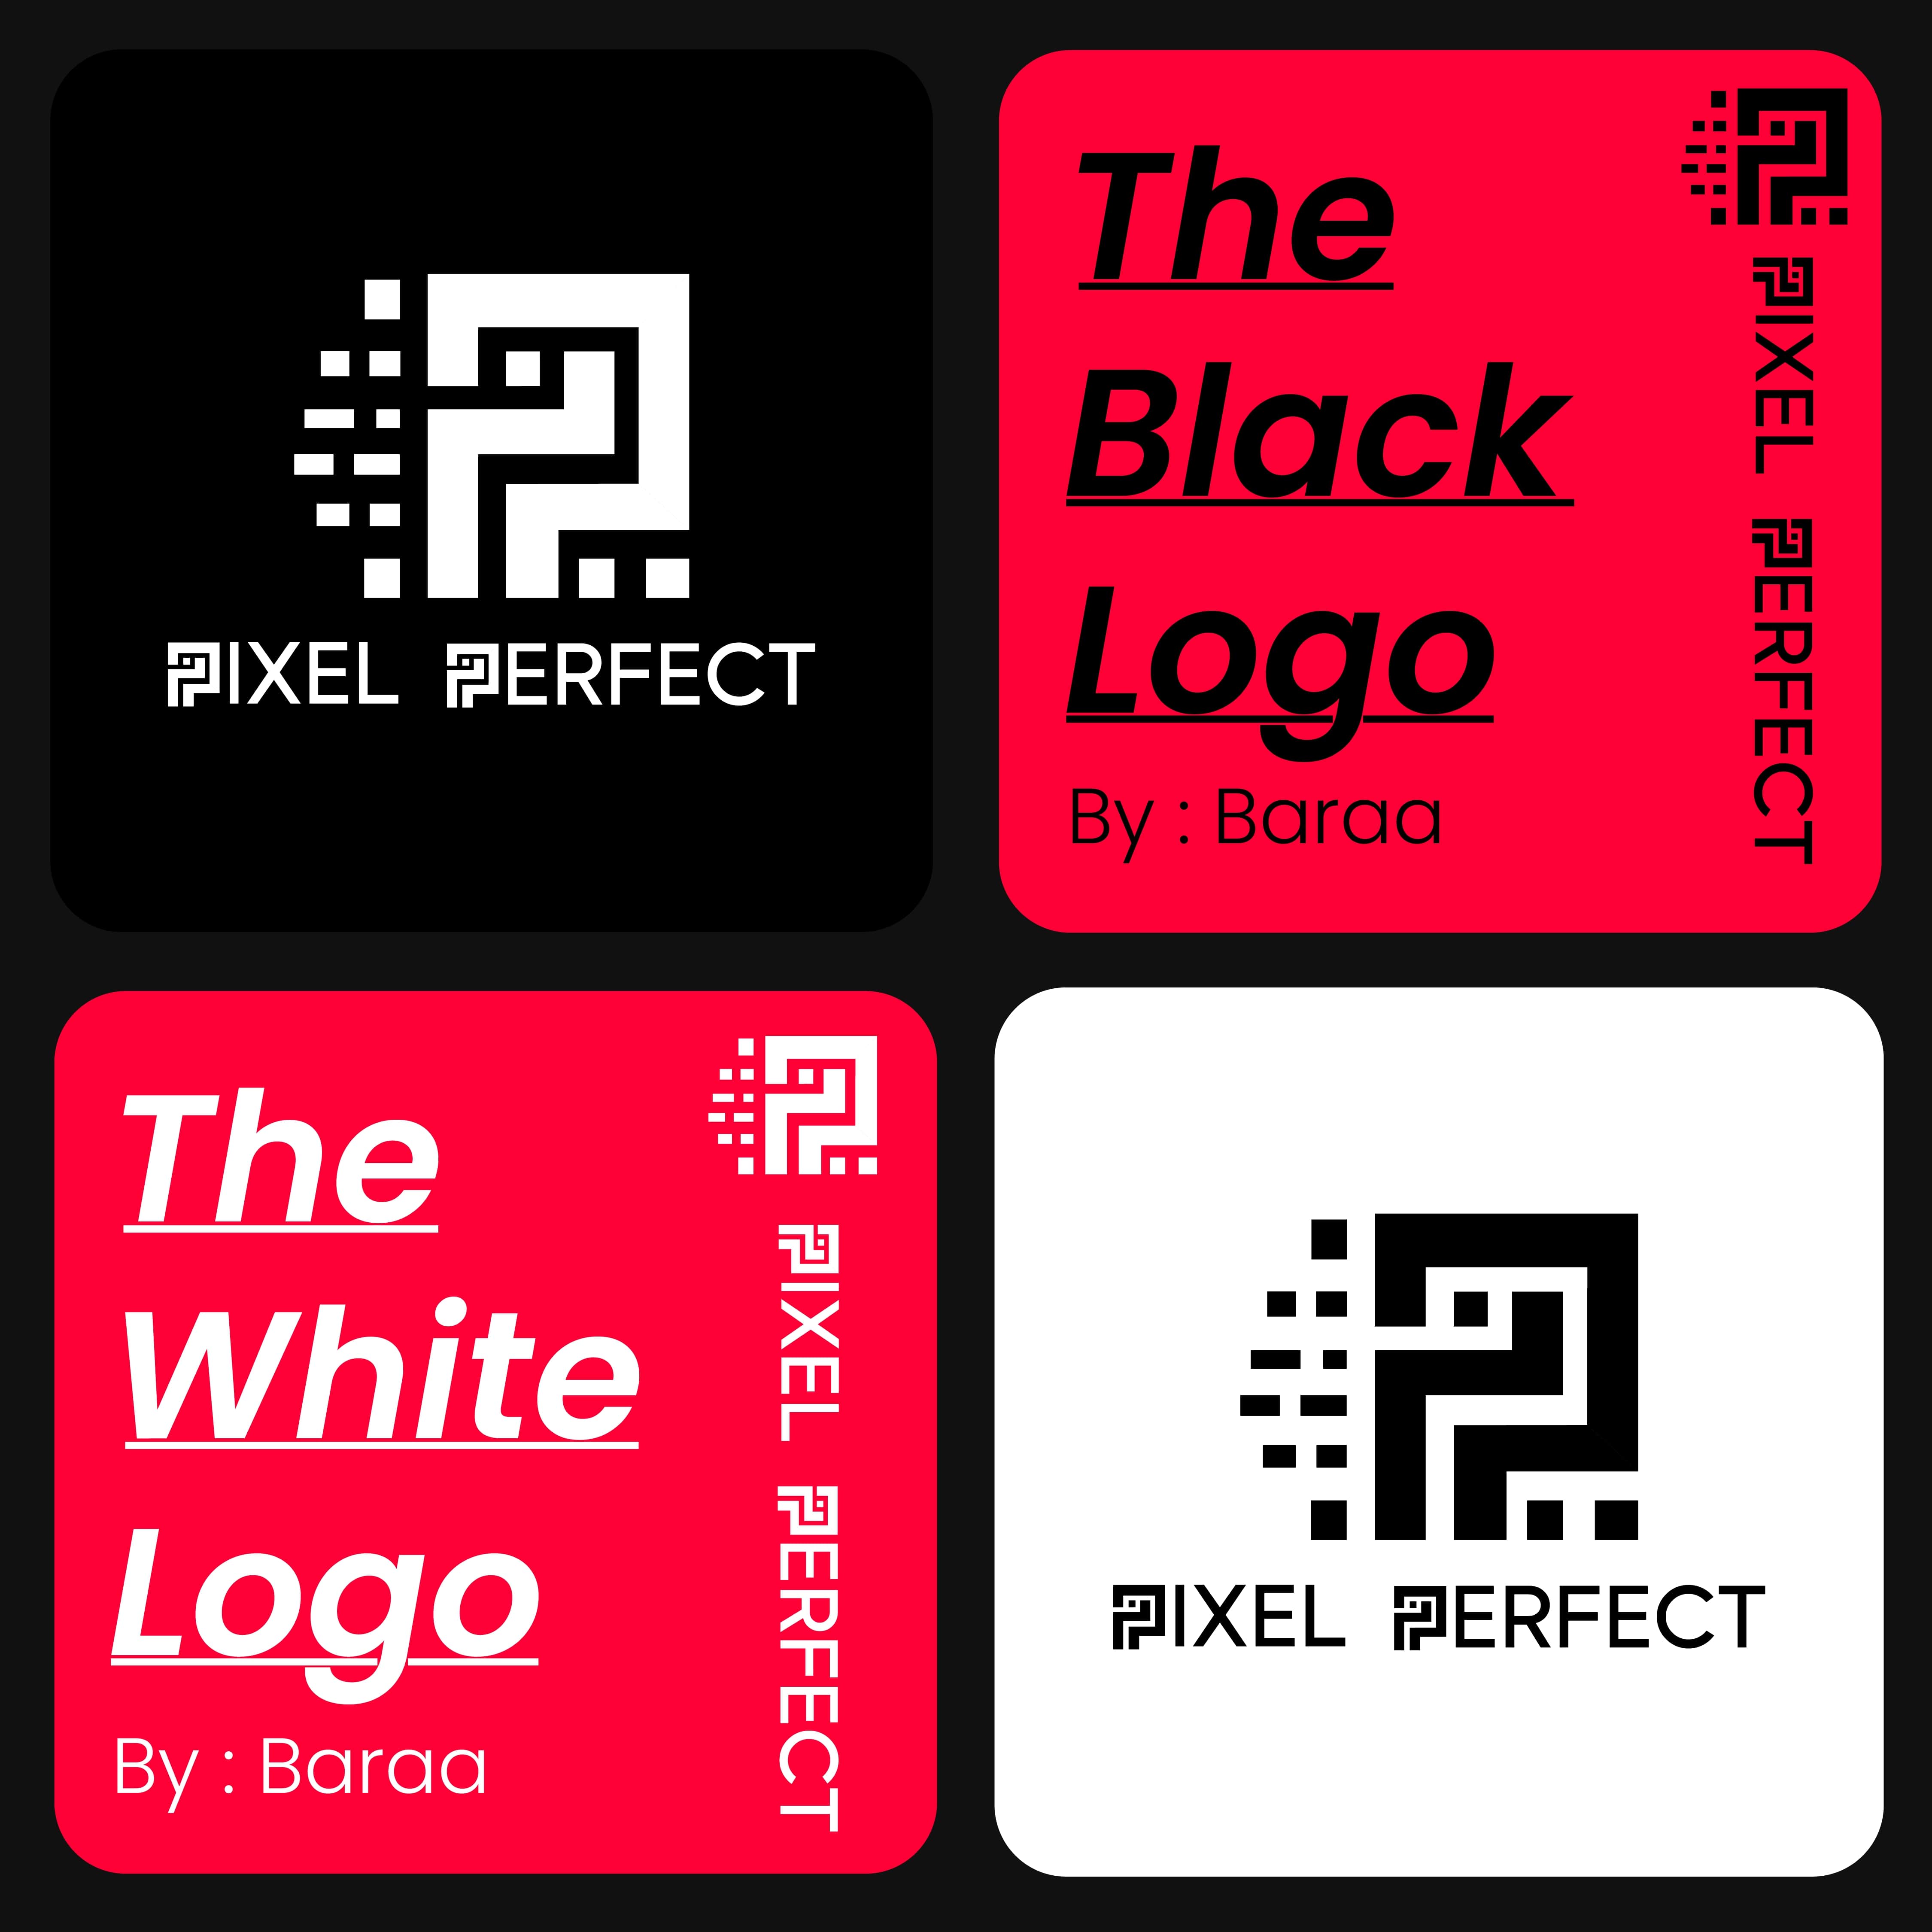 PIXEL PERFECT
The
Black
Logo
By : Baraa
PIXEL PERFECT
The
White
Logo
By : Baraa
PIXEL PERFECT
PIXEL PERFECT